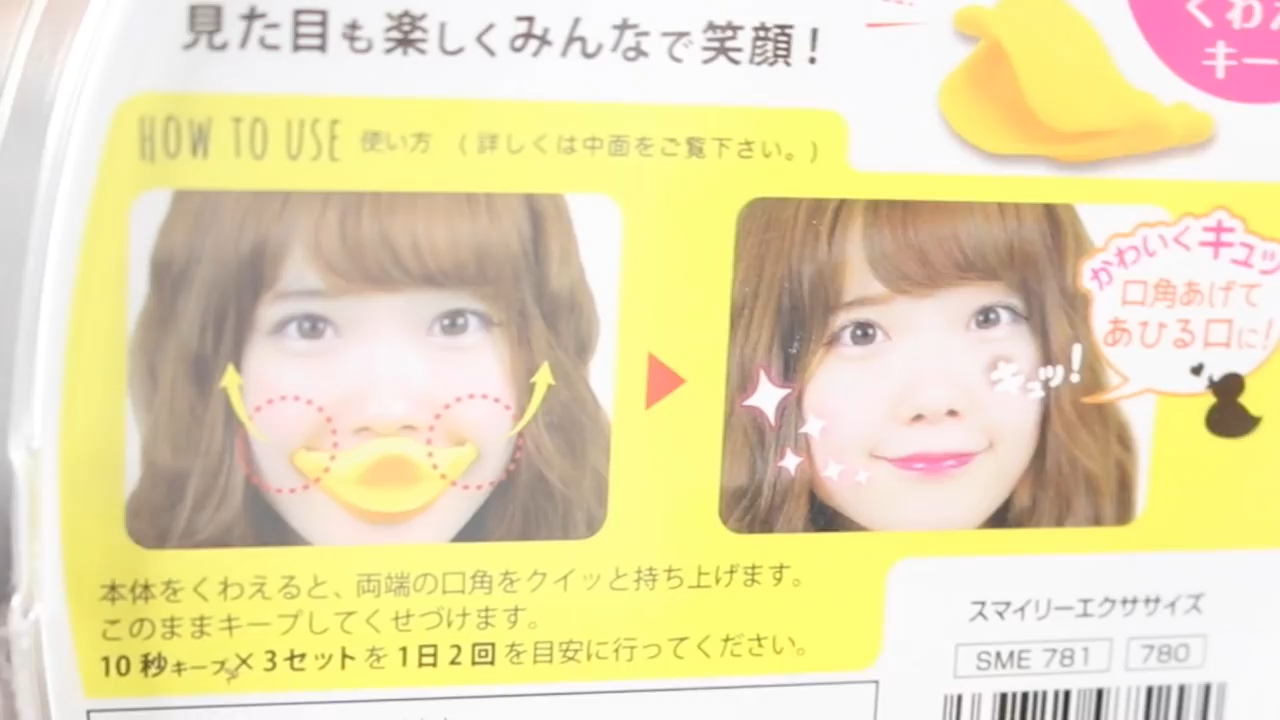 見た目も楽しくみんなで笑顔！
くわえ
キー
HOW TO USE 使い方 (詳しくは中面をご覧下さい。)
かわいくキュッ
口角あげて
あひる口に！
キュッ！
本体をくわえると、両端の口角をクイッと持ち上げます。
このままキープしてくせづけます。
10秒キープ×3セットを1日2回を目安に行ってください。
スマイリーエクササイズ
SME 781 780